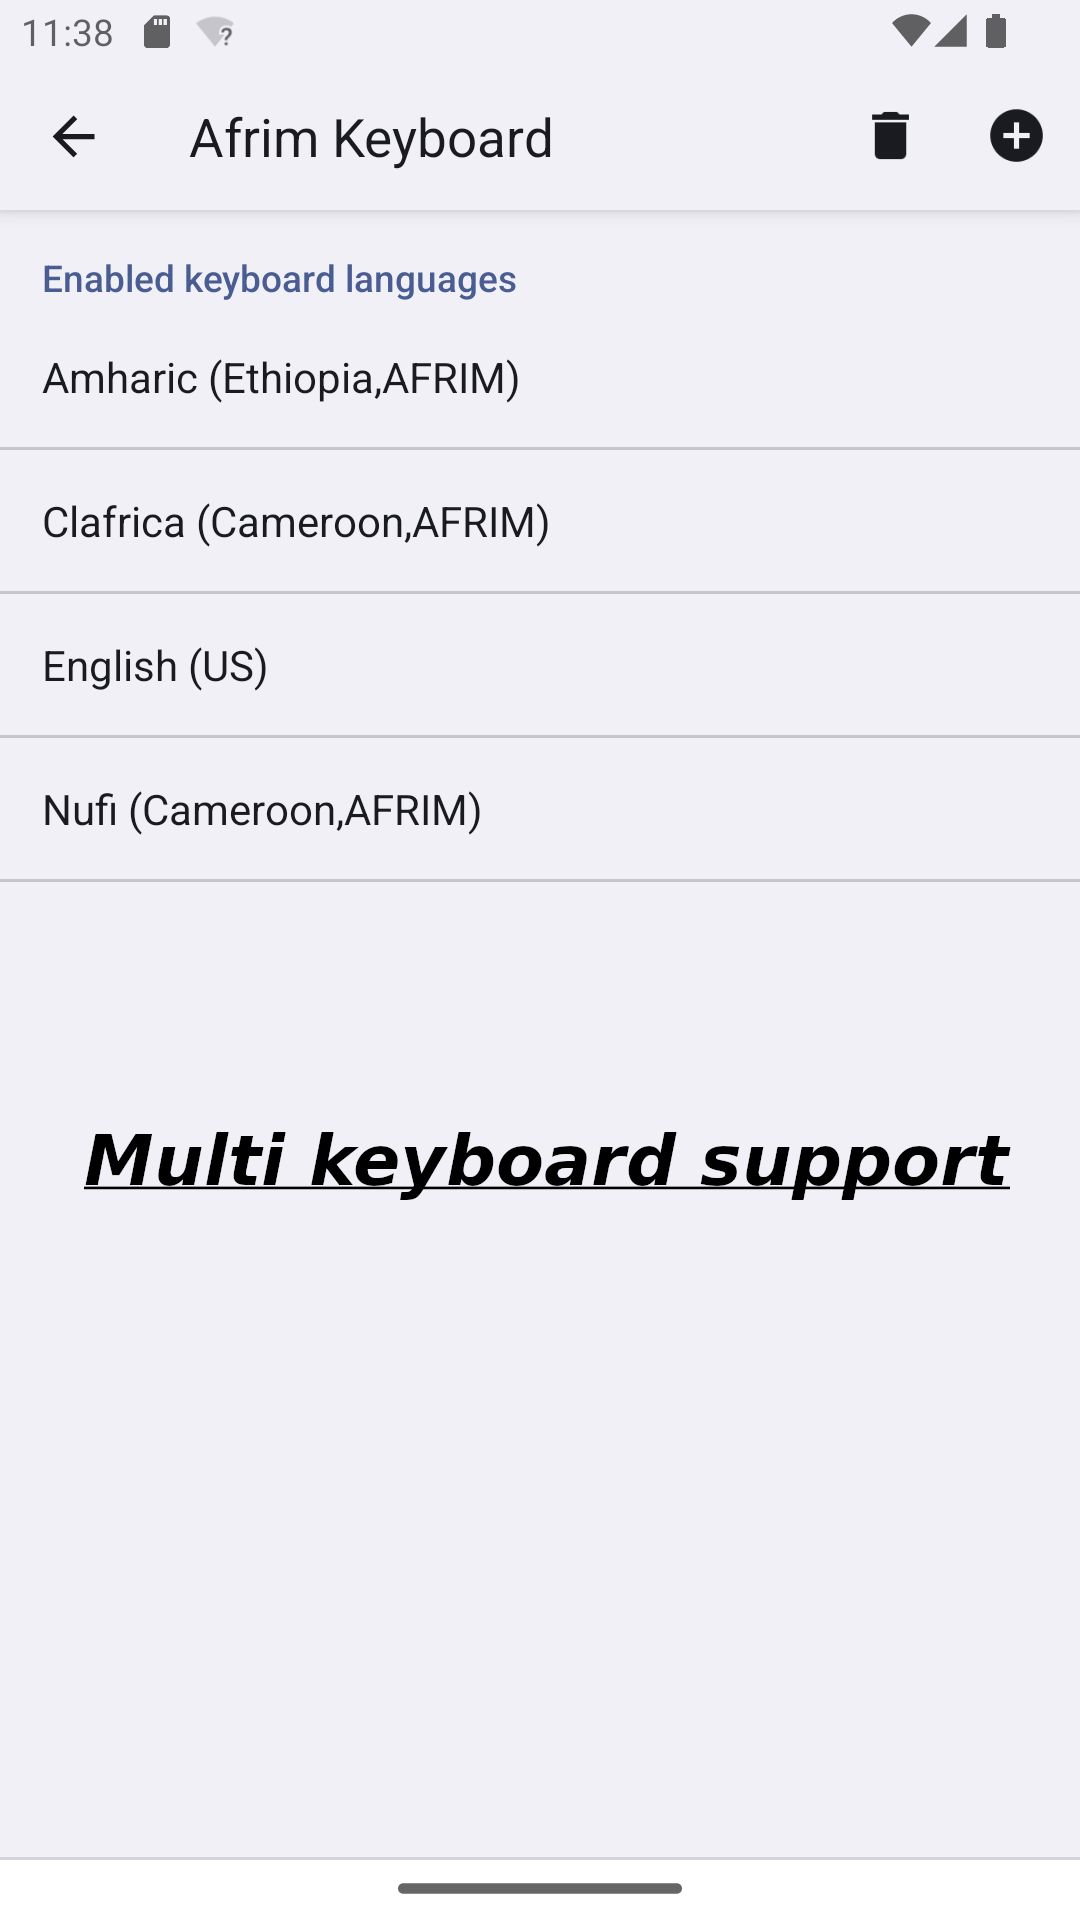 11:38
Afrim Keyboard
Enabled keyboard languages
Amharic (Ethiopia,AFRIM)
Clafrica (Cameroon,AFRIM)
English (US)
Nufi (Cameroon,AFRIM)
Multi keyboard support